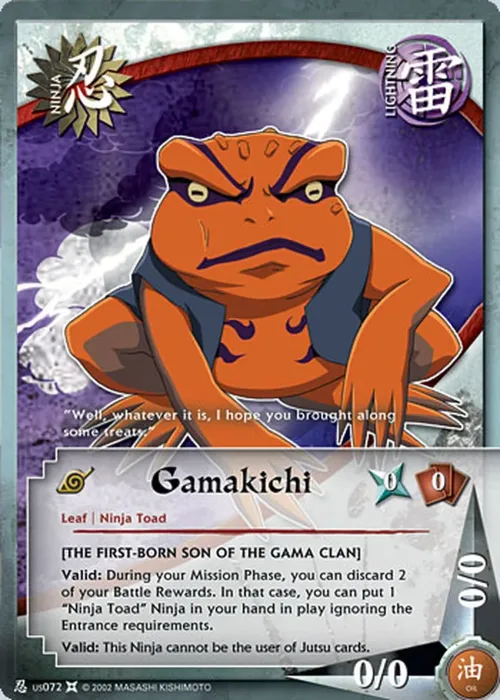 NINJA
忍
LIGHTNING
雷
"Well, whatever it is, I hope you brought along
some treats."
Gamakichi
0
0
Leaf | Ninja Toad
[THE FIRST-BORN SON OF THE GAMA CLAN]
Valid: During your Mission Phase, you can discard 2
of your Battle Rewards. In that case, you can put 1
"Ninja Toad" Ninja in your hand in play ignoring the
Entrance requirements.
Valid: This Ninja cannot be the user of Jutsu cards.
0/0
0/0
油
OIL
US072 © 2002 MASASHI KISHIMOTO